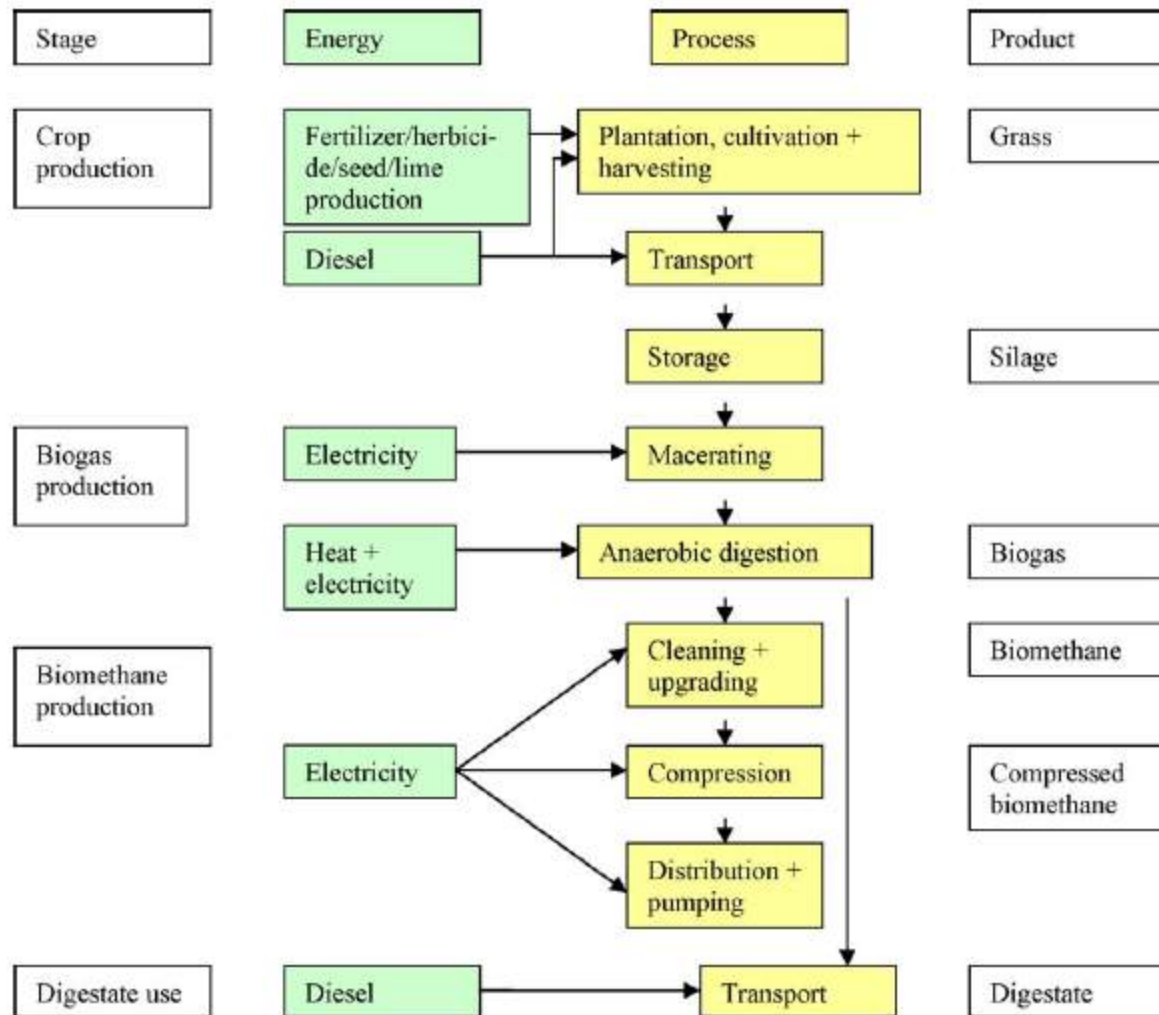 Stage
Energy
Process
Product
Crop
production
Fertilizer/herbici-
de/seed/lime
production
Plantation, cultivation +
harvesting
Grass
Diesel
Transport
Storage
Silage
Biogas
production
Electricity
Macerating
Heat +
electricity
Anaerobic digestion
Biogas
Biomethane
production
Cleaning +
upgrading
Biomethane
Electricity
Compression
Compressed
biomethane
Distribution +
pumping
Digestate use
Diesel
Transport
Digestate